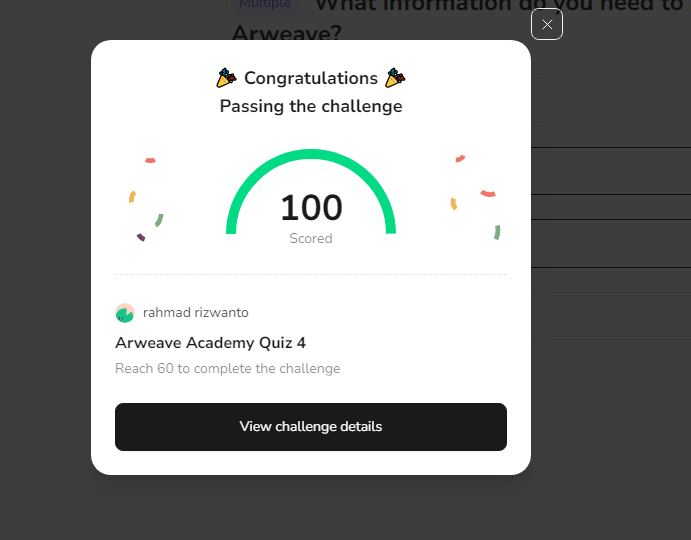 Multiple What information do you need to
Arweave?
Congratulations
Passing the challenge
100
Scored
rahmad rizwanto
Arweave Academy Quiz 4
Reach 60 to complete the challenge
View challenge details